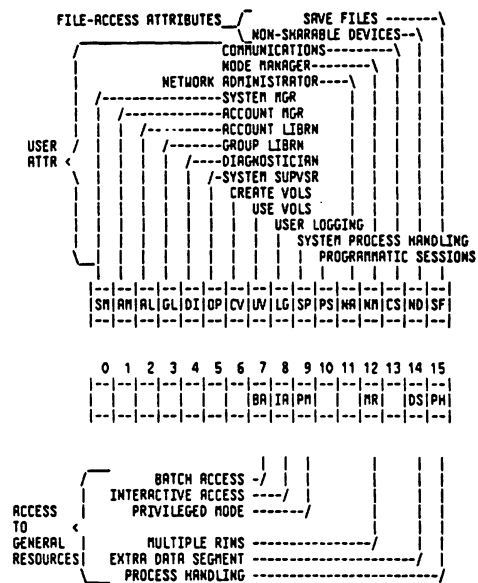 FILE-ACCESS ATTRIBUTES__/ SAVE FILES -------\
\__NON-SHARABLE DEVICES--\
COMMUNICATIONS---------\
NODE MANAGER---------\
NETWORK ADMINISTRATOR----\
/---------------SYSTEM MGR
/-------------ACCOUNT MGR
/-- --------ACCOUNT LIBRN
USER / /-------GROUP LIBRN
ATTR < /-----DIAGNOSTICIAN
\ /-SYSTEM SUPVSR
CREATE VOLS
USE VOLS
USER LOGGING
SYSTEM PROCESS HANDLING
PROGRAMMATIC SESSIONS
|--|--|--|--|--|--|--|--|--|--|--|--|--|--|--|--|
|SM|AM|AL|GL|DI|OP|CV|UV|LG|SP|PS|NA|NM|CS|ND|SF|
|--|--|--|--|--|--|--|--|--|--|--|--|--|--|--|--|
0 1 2 3 4 5 6 7 8 9 10 11 12 13 14 15
|--|--|--|--|--|--|--|--|--|--|--|--|--|--|--|--|
| | | | | | | |BA|IA|PM| | |MR| |DS|PH|
|--|--|--|--|--|--|--|--|--|--|--|--|--|--|--|--|
BATCH ACCESS -/
INTERACTIVE ACCESS -----/
ACCESS PRIVILEGED MODE --------/
TO <
GENERAL MULTIPLE RINS ----------------/
RESOURCES| EXTRA DATA SEGMENT ---------------------/
PROCESS HANDLING ------------------------/